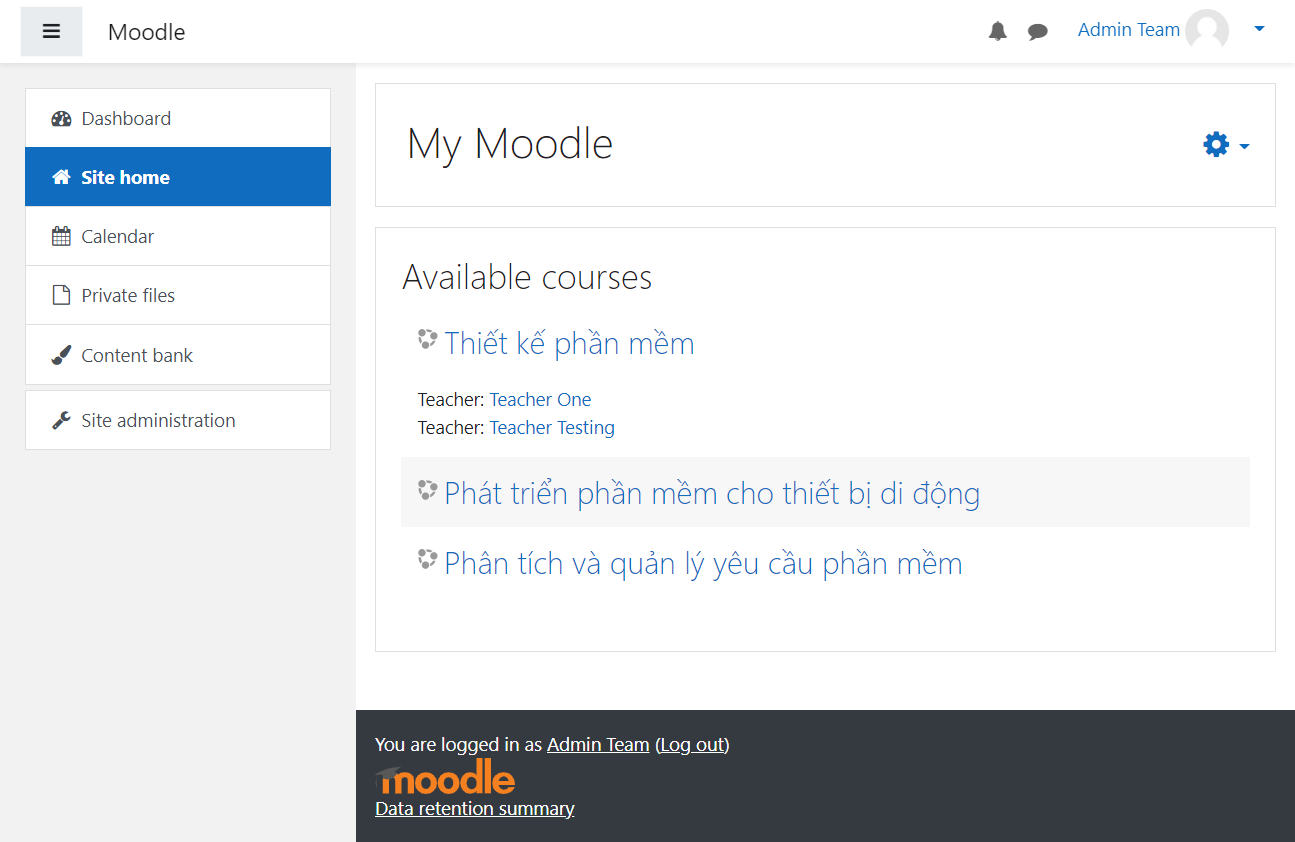 Moodle
Admin Team
Dashboard
Site home
Calendar
Private files
Content bank
Site administration
My Moodle
Available courses
Thiết kế phần mềm
Teacher: Teacher One
Teacher: Teacher Testing
Phát triển phần mềm cho thiết bị di động
Phân tích và quản lý yêu cầu phần mềm
You are logged in as Admin Team (Log out)
moodle
Data retention summary